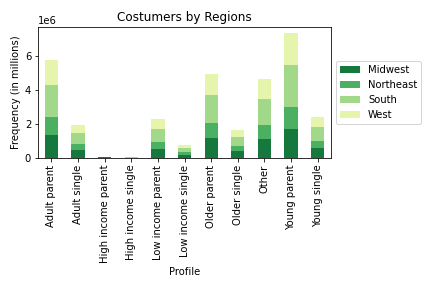 Costumers by Regions
1e6
Frequency (in millions)
6
4
2
0
Midwest
Northeast
South
West
Adult parent
Adult single
High income parent
High income single
Low income parent
Low income single
Older parent
Older single
Other
Young parent
Young single
Profile